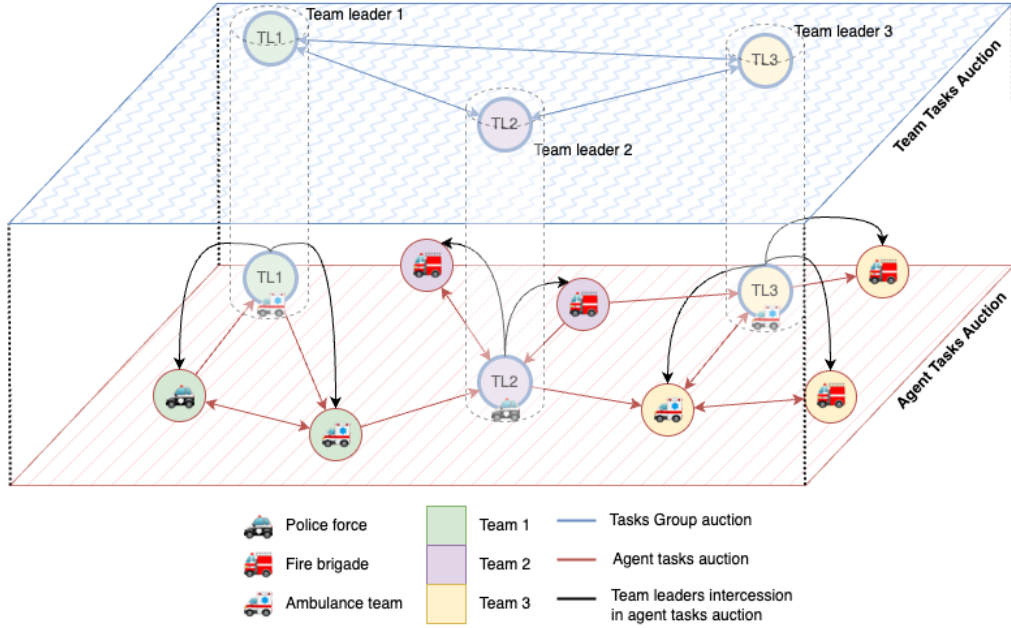 Team leader 1
TL1
Team leader 3
TL3
TL2
Team leader 2
Team Tasks Auction
TL1
TL3
TL2
Agent Tasks Auction
Police force
Team 1
Tasks Group auction
Fire brigade
Team 2
Agent tasks auction
Ambulance team
Team 3
Team leaders intercession
in agent tasks auction